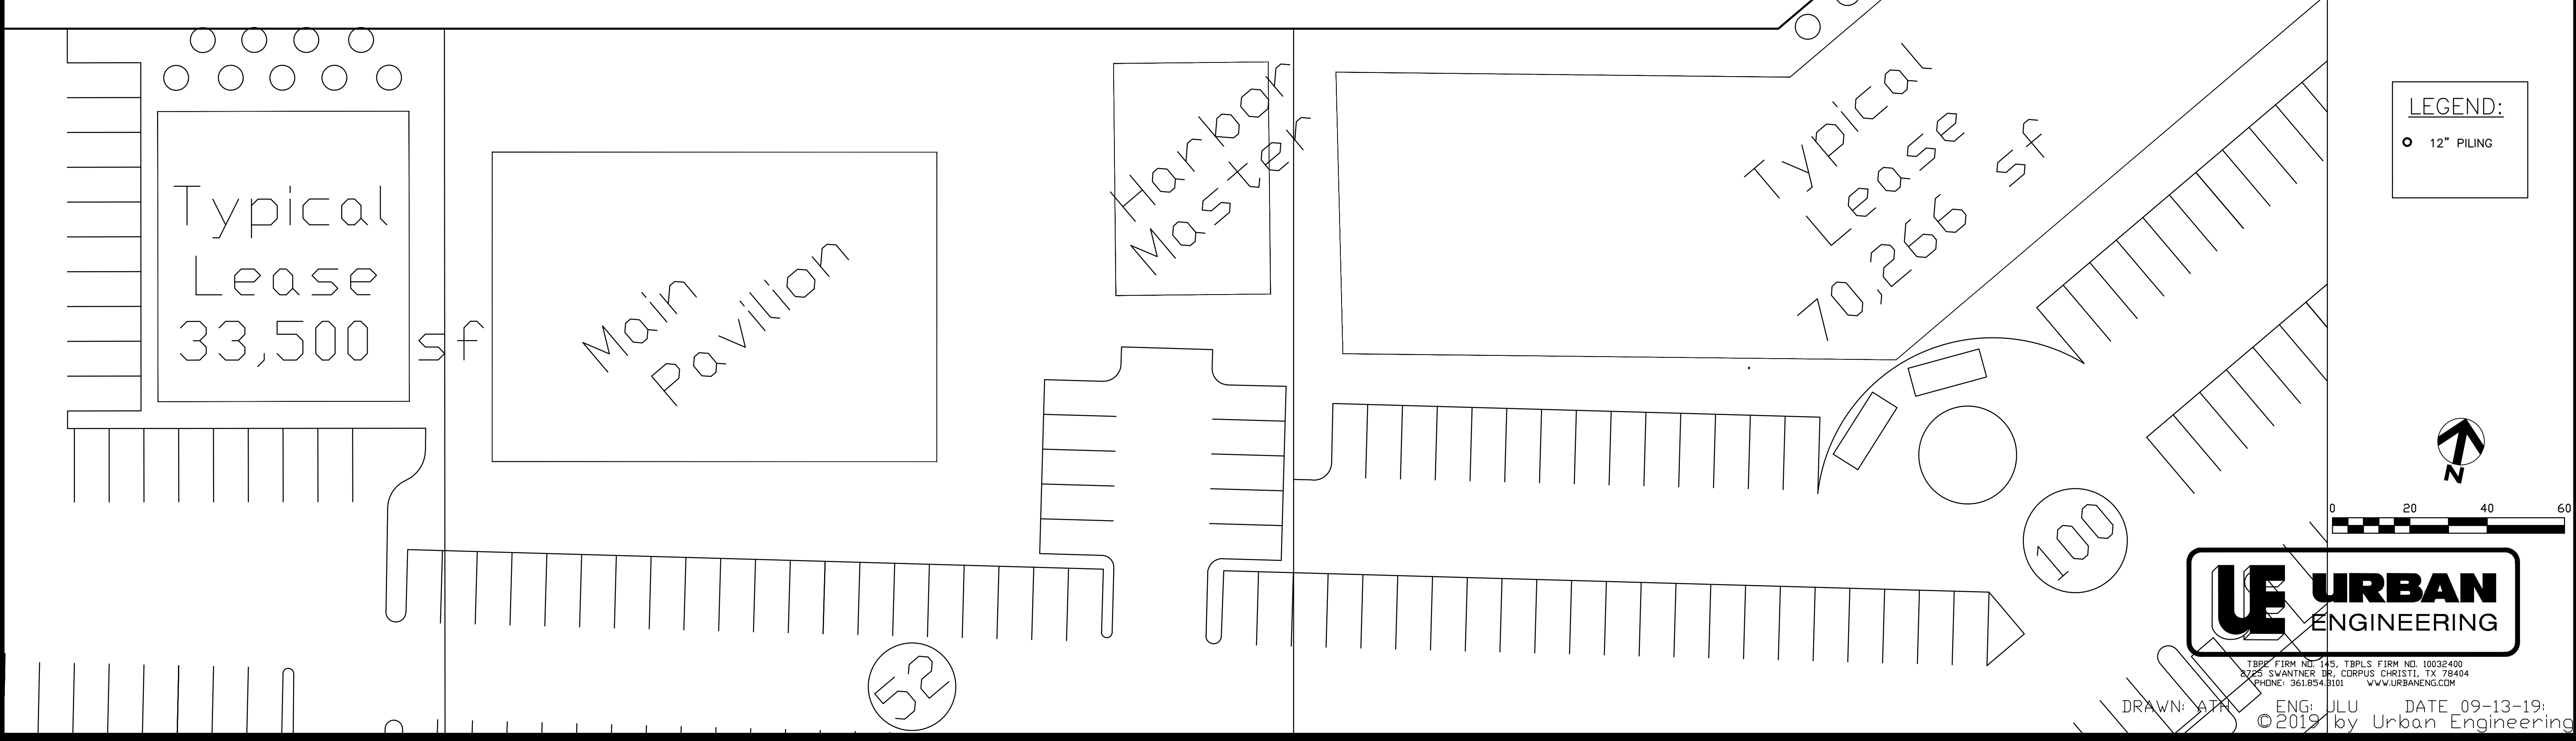 Typical
Lease
33,500 sf
Main
Pavilion
Harbor
Master
Typical
Lease
70,266 sf
LEGEND:
12" PILING
N
0 20 40 60
100
52
UE URBAN
ENGINEERING
TBPE FIRM NO. 145, TBPLS FIRM NO. 10032400
2725 SWANTNER DR, CORPUS CHRISTI, TX 78404
PHONE: 361.854.3101 WWW.URBANENG.COM
DRAWN: ATH ENG: JLU DATE 09-13-19:
©2019 by Urban Engineering